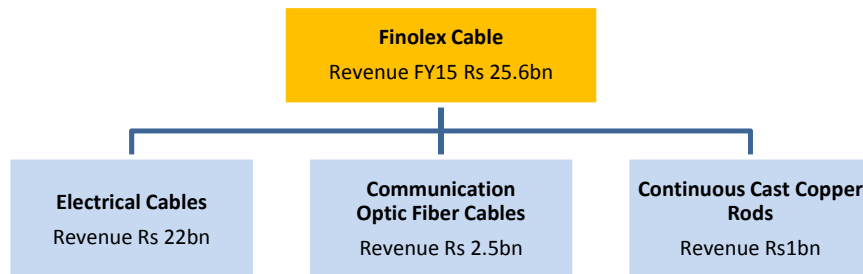 Finolex Cable
Revenue FY15 Rs 25.6bn
Electrical Cables
Revenue Rs 22bn
Communication
Optic Fiber Cables
Revenue Rs 2.5bn
Continuous Cast Copper
Rods
Revenue Rs1bn